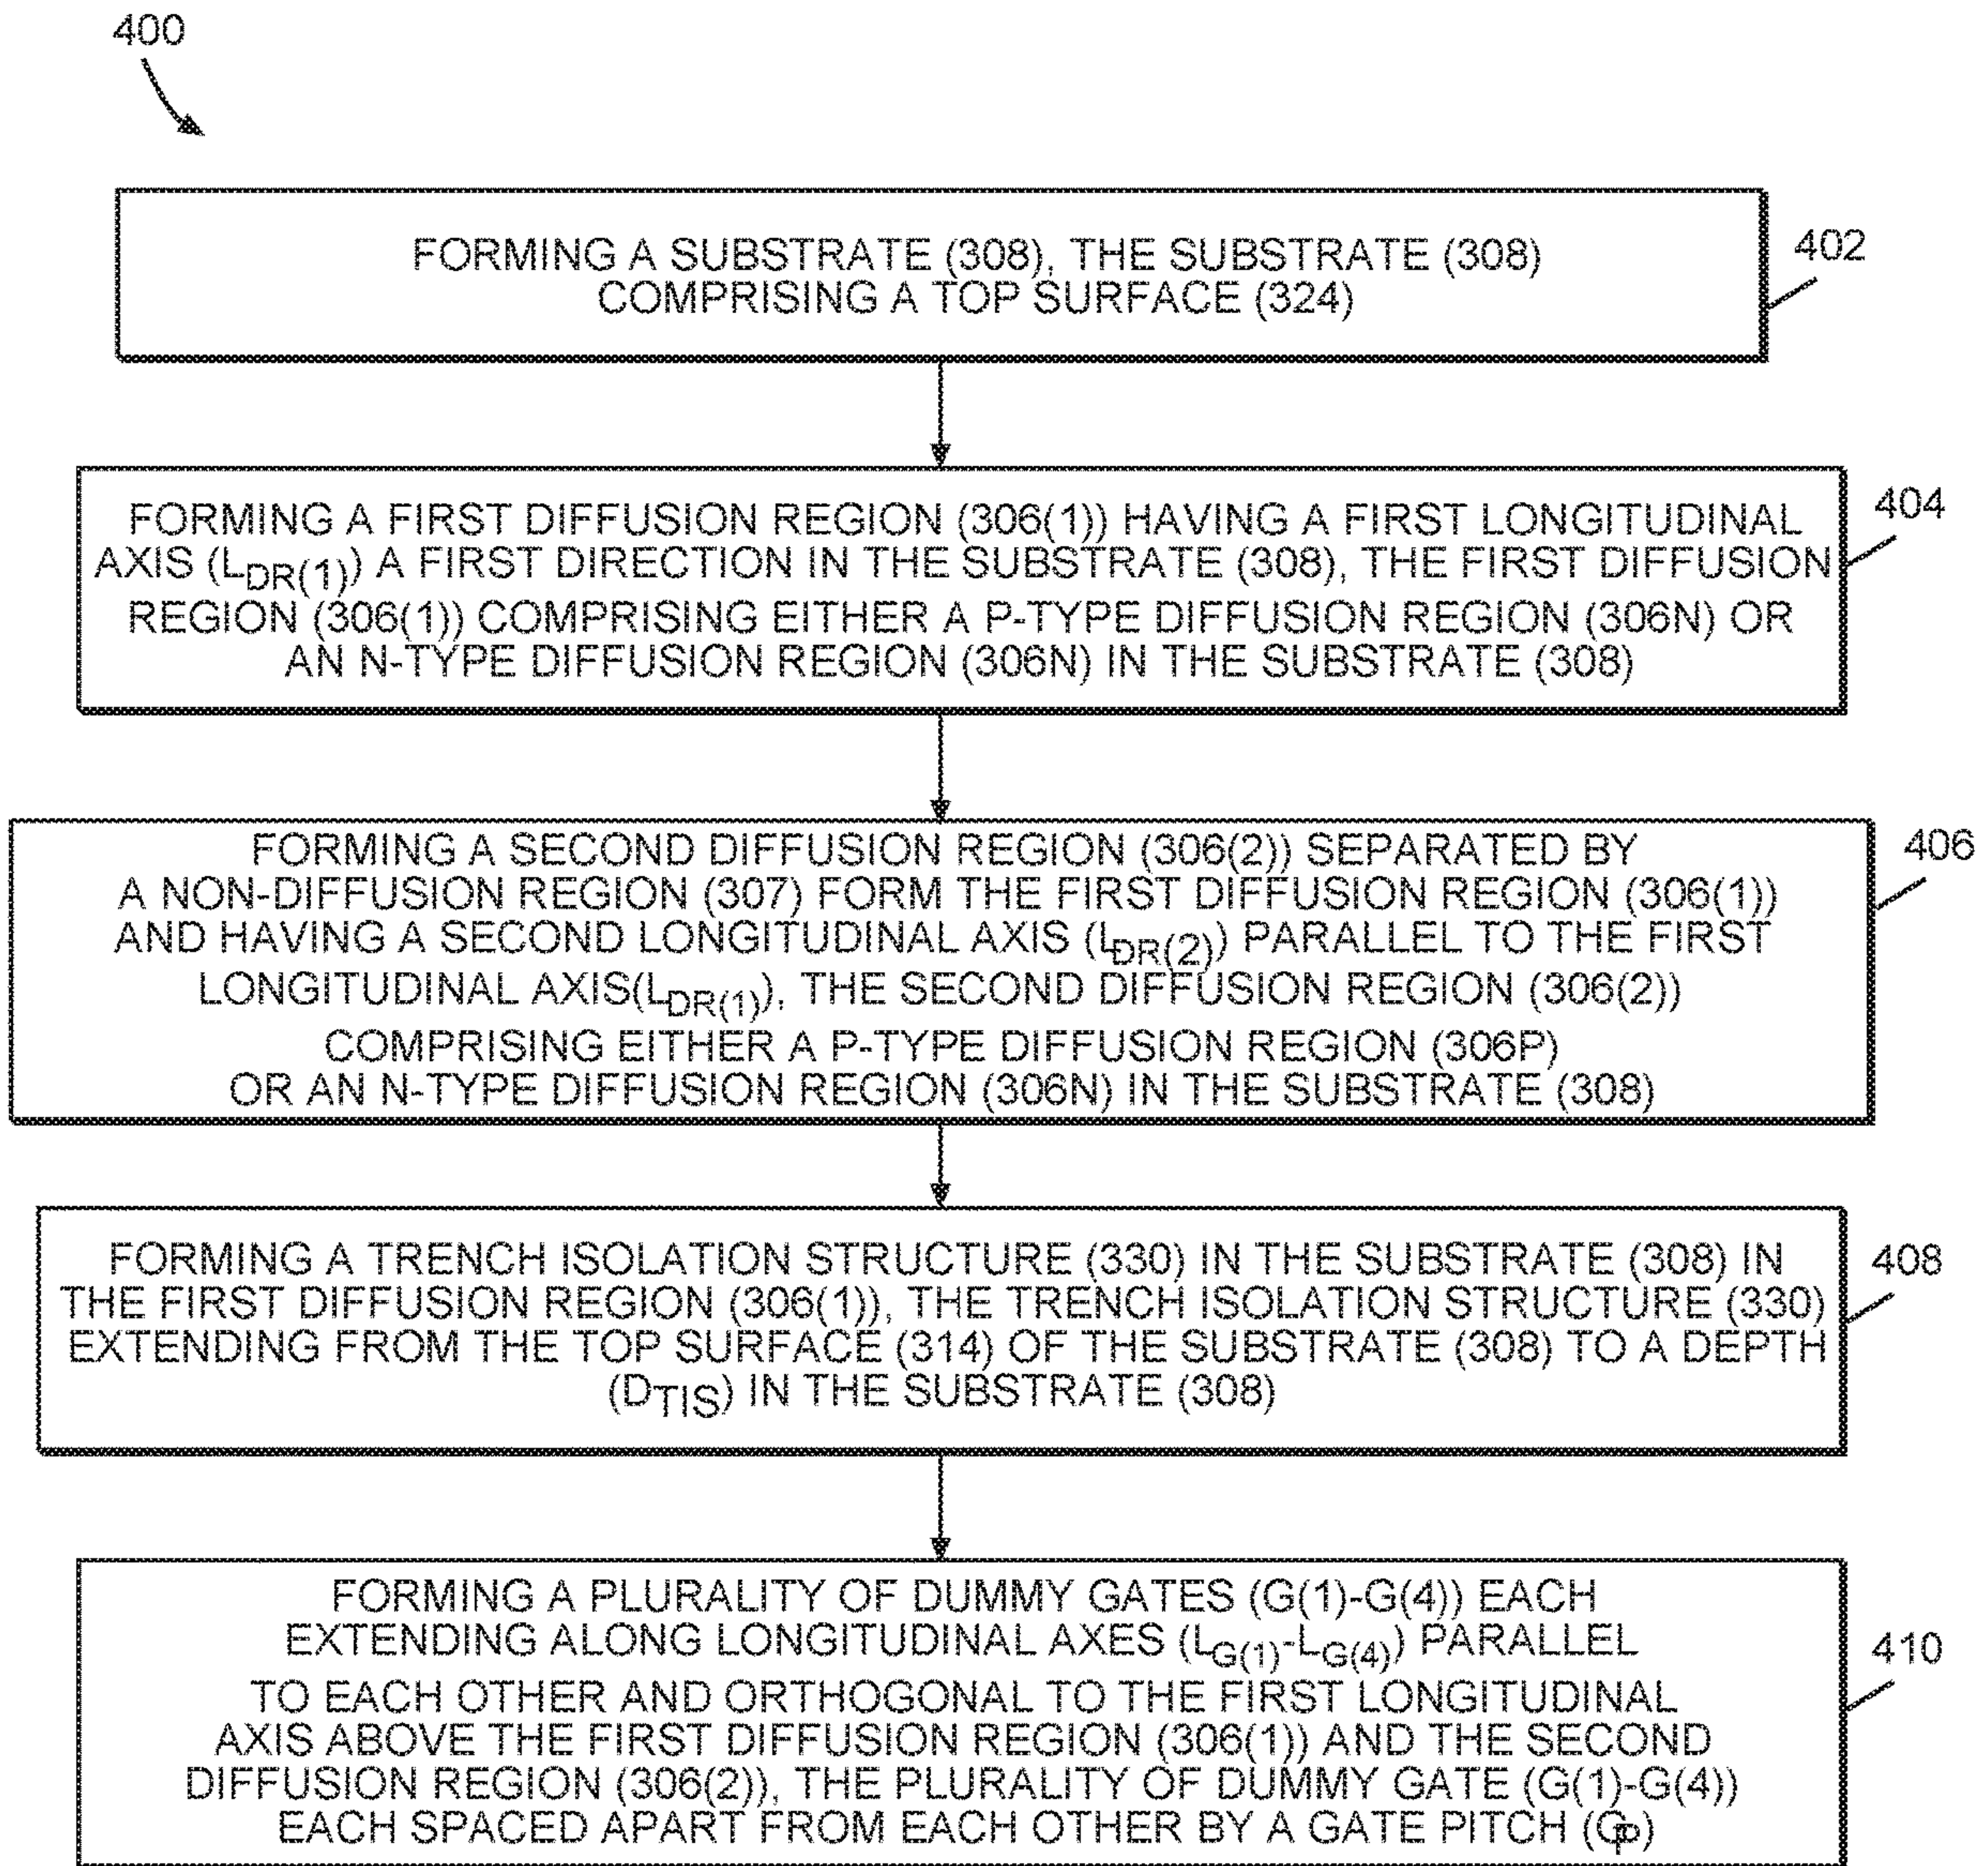 400
FORMING A SUBSTRATE (308), THE SUBSTRATE (308)
COMPRISING A TOP SURFACE (324)
402
FORMING A FIRST DIFFUSION REGION (306(1)) HAVING A FIRST LONGITUDINAL
AXIS (LDR(1)) A FIRST DIRECTION IN THE SUBSTRATE (308), THE FIRST DIFFUSION
REGION (306(1)) COMPRISING EITHER A P-TYPE DIFFUSION REGION (306N) OR
AN N-TYPE DIFFUSION REGION (306N) IN THE SUBSTRATE (308)
404
FORMING A SECOND DIFFUSION REGION (306(2)) SEPARATED BY
A NON-DIFFUSION REGION (307) FORM THE FIRST DIFFUSION REGION (306(1))
AND HAVING A SECOND LONGITUDINAL AXIS (LDR(2)) PARALLEL TO THE FIRST
LONGITUDINAL AXIS(LDR(1)), THE SECOND DIFFUSION REGION (306(2))
COMPRISING EITHER A P-TYPE DIFFUSION REGION (306P)
OR AN N-TYPE DIFFUSION REGION (306N) IN THE SUBSTRATE (308)
406
FORMING A TRENCH ISOLATION STRUCTURE (330) IN THE SUBSTRATE (308) IN
THE FIRST DIFFUSION REGION (306(1)), THE TRENCH ISOLATION STRUCTURE (330)
EXTENDING FROM THE TOP SURFACE (314) OF THE SUBSTRATE (308) TO A DEPTH
(DTIS) IN THE SUBSTRATE (308)
408
FORMING A PLURALITY OF DUMMY GATES (G(1)-G(4)) EACH
EXTENDING ALONG LONGITUDINAL AXES (LG(1)-LG(4)) PARALLEL
TO EACH OTHER AND ORTHOGONAL TO THE FIRST LONGITUDINAL
AXIS ABOVE THE FIRST DIFFUSION REGION (306(1)) AND THE SECOND
DIFFUSION REGION (306(2)), THE PLURALITY OF DUMMY GATE (G(1)-G(4))
EACH SPACED APART FROM EACH OTHER BY A GATE PITCH (GP)
410